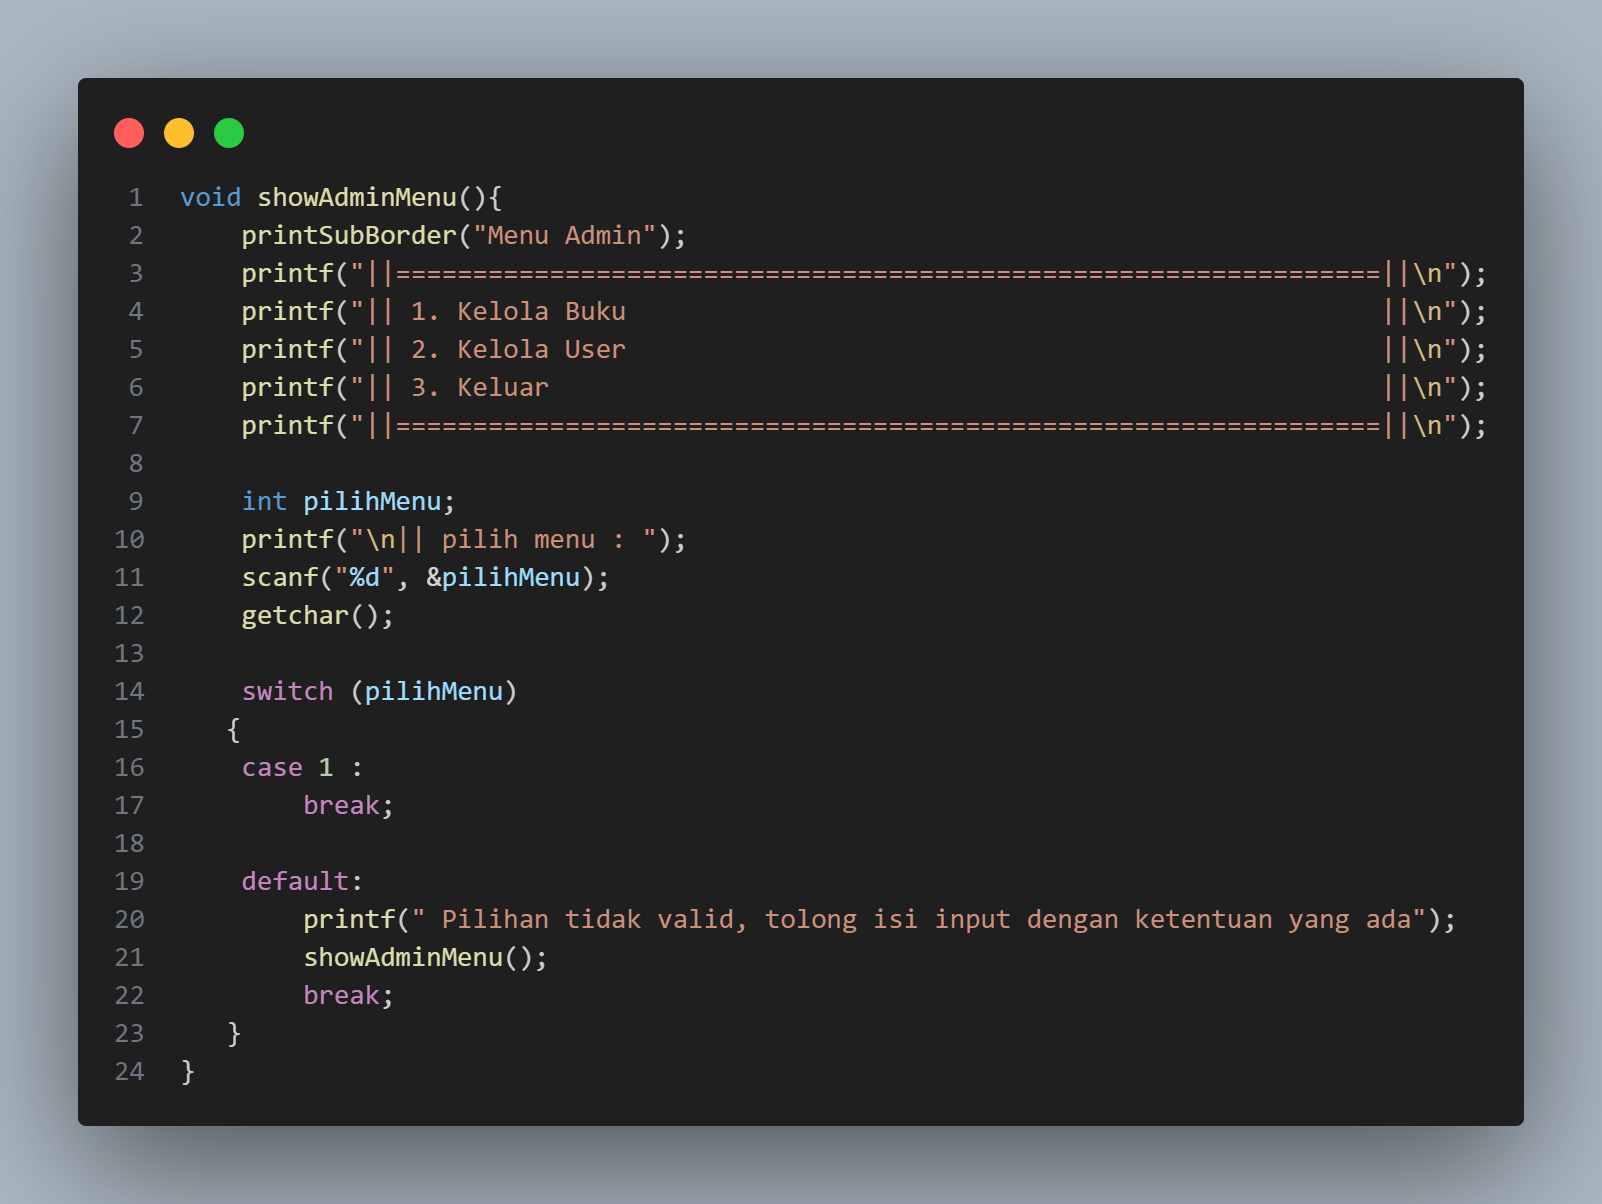 1 void showAdminMenu(){
2     printSubBorder("Menu Admin");
3     printf("||================================================================||\n");
4     printf("|| 1. Kelola Buku                                                 ||\n");
5     printf("|| 2. Kelola User                                                 ||\n");
6     printf("|| 3. Keluar                                                      ||\n");
7     printf("||================================================================||\n");
8
9     int pilihMenu;
10     printf("\n|| pilih menu : ");
11     scanf("%d", &pilihMenu);
12     getchar();
13
14     switch (pilihMenu)
15    {
16     case 1 :
17         break;
18
19     default:
20         printf(" Pilihan tidak valid, tolong isi input dengan ketentuan yang ada");
21         showAdminMenu();
22         break;
23    }
24 }